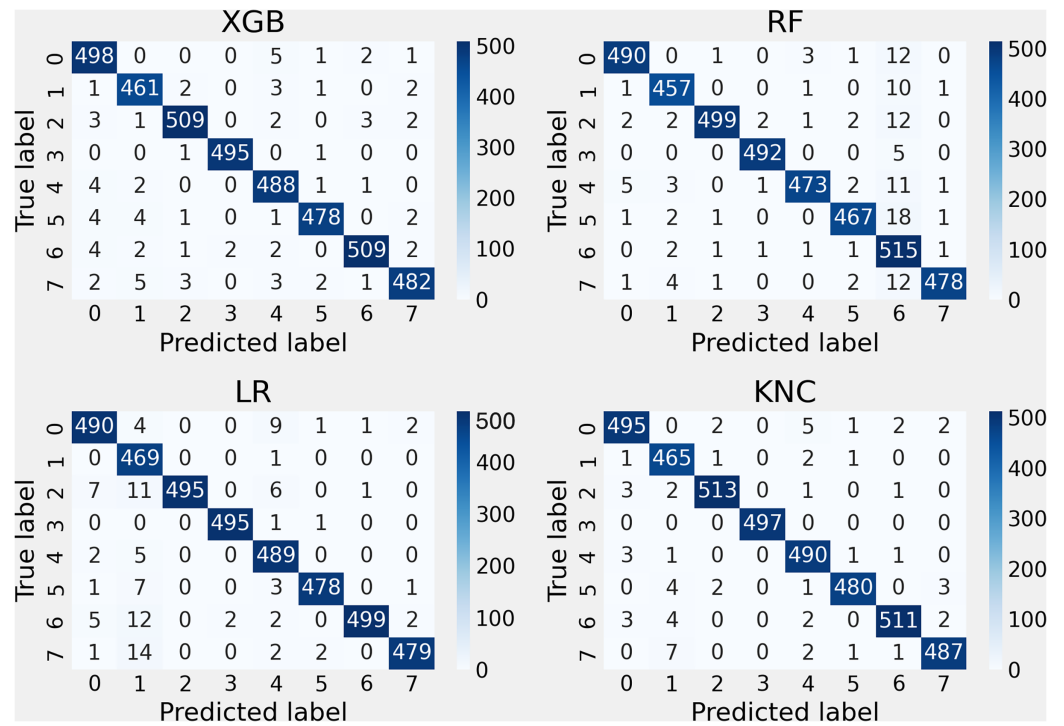 XGB
0 498 0 0 0 5 1 2 1
1 1 461 2 0 3 1 0 2
2 3 1 509 0 2 0 3 2
3 0 0 1 495 0 1 0 0
4 4 2 0 0 488 1 1 0
5 4 4 1 0 1 478 0 2
6 4 2 1 2 2 0 509 2
7 2 5 3 0 3 2 1 482
0 1 2 3 4 5 6 7
True label
Predicted label
500
400
300
200
100
0
RF
0 490 0 1 0 3 1 12 0
1 1 457 0 0 1 0 10 1
2 2 2 499 2 1 2 12 0
3 0 0 0 492 0 0 5 0
4 5 3 0 1 473 2 11 1
5 1 2 1 0 0 467 18 1
6 0 2 1 1 1 1 515 1
7 1 4 1 0 0 2 12 478
0 1 2 3 4 5 6 7
True label
Predicted label
500
400
300
200
100
0
LR
0 490 4 0 0 9 1 1 2
1 0 469 0 0 1 0 0 0
2 7 11 495 0 6 0 1 0
3 0 0 0 495 1 1 0 0
4 2 5 0 0 489 0 0 0
5 1 7 0 0 3 478 0 1
6 5 12 0 2 2 0 499 2
7 1 14 0 0 2 2 0 479
0 1 2 3 4 5 6 7
True label
Predicted label
500
400
300
200
100
0
KNC
0 495 0 2 0 5 1 2 2
1 1 465 1 0 2 1 0 0
2 3 2 513 0 1 0 1 0
3 0 0 0 497 0 0 0 0
4 3 1 0 0 490 1 1 0
5 0 4 2 0 1 480 0 3
6 3 4 0 0 2 0 511 2
7 0 7 0 0 2 1 1 487
0 1 2 3 4 5 6 7
True label
Predicted label
500
400
300
200
100
0